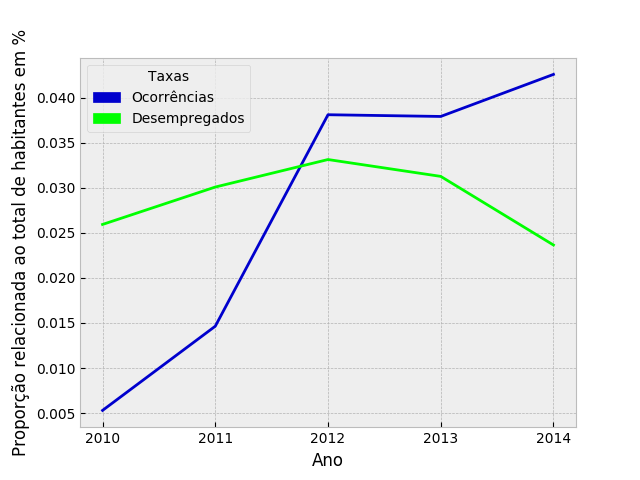 Proporção relacionada ao total de habitantes em %
Taxas
Ocorrências
Desempregados
0.040
0.035
0.030
0.025
0.020
0.015
0.010
0.005
2010 2011 2012 2013 2014
Ano